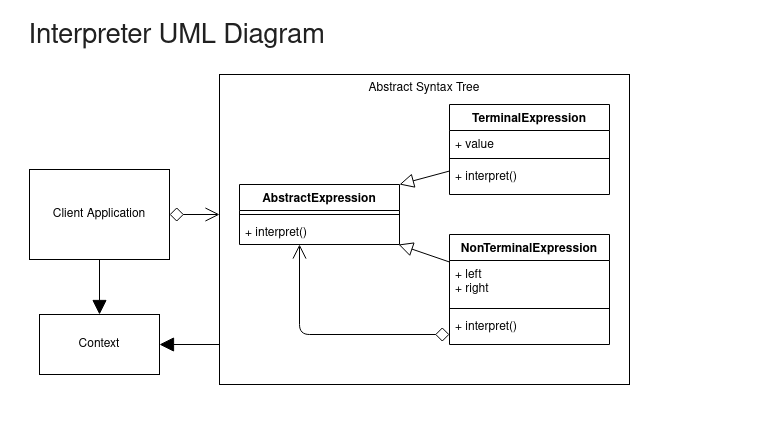 Interpreter UML Diagram
Abstract Syntax Tree
TerminalExpression
+ value
+ interpret()
Client Application
AbstractExpression
+ interpret()
NonTerminalExpression
+ left
+ right
+ interpret()
Context